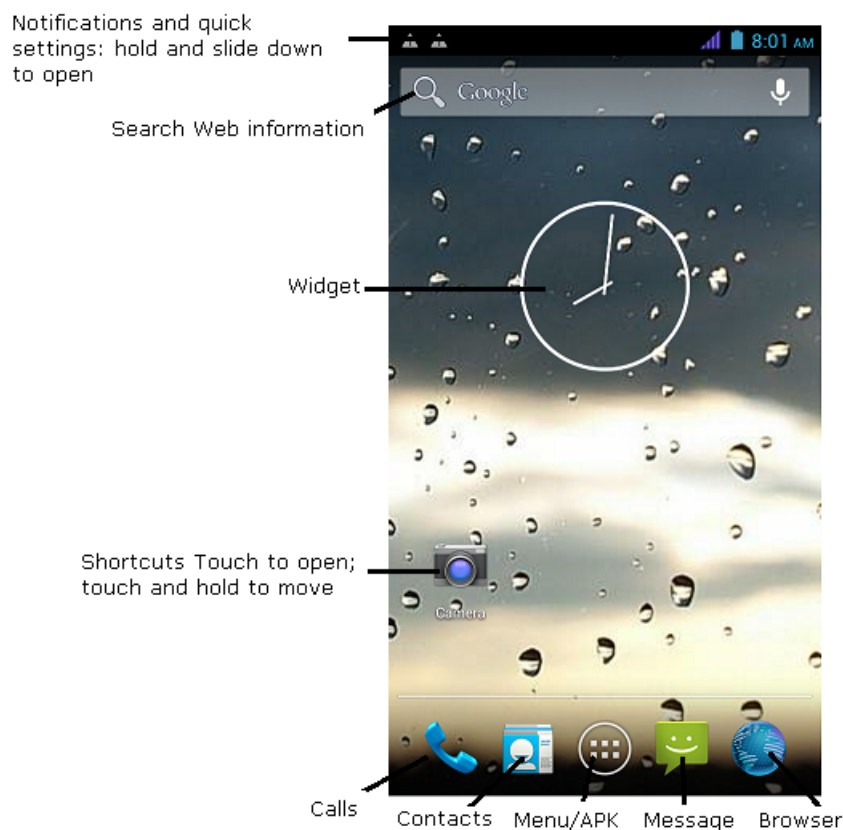 Notifications and quick
settings: hold and slide down
to open
8:01 AM
Google
Search Web information
Widget
Shortcuts Touch to open;
touch and hold to move
Camera
Calls
Contacts
Menu/APK
Message
Browser